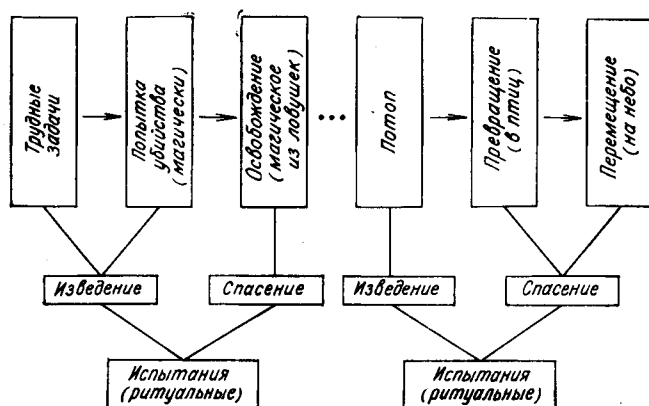 Трудные
задачи
Попытка
убийства
(магически)
Освобождение
(магическое
из ловушек)
...
Потоп
Превращение
(в птиц)
Перемещение
(на небо)
Изведение
Спасение
Изведение
Спасение
Испытания
(ритуальные)
Испытания
(ритуальные)